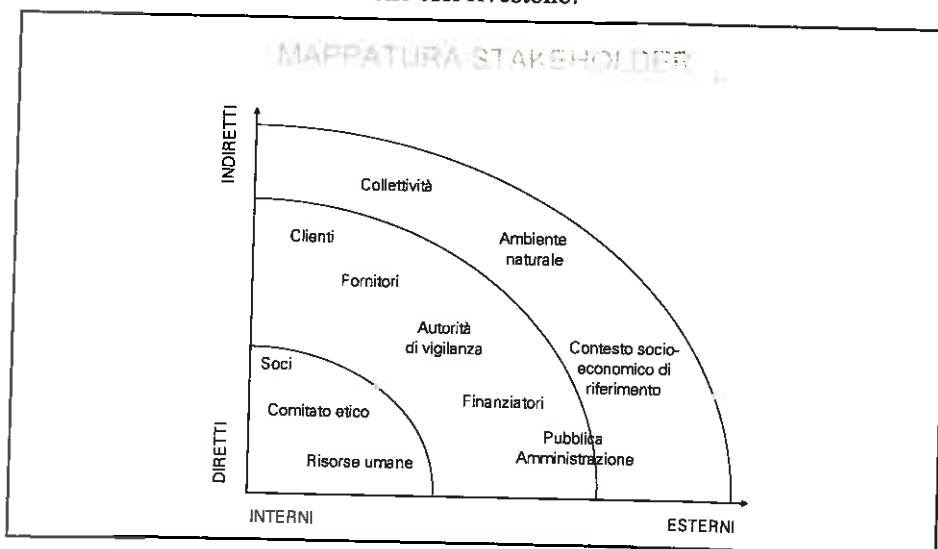 MAPPATURA STAKEHOLDER
INDIRETTI
Collettività
Clienti
Ambiente
naturale
Fornitori
Autorità
di vigilanza
Contesto socio-
economico di
riferimento
Soci
Comitato etico
Finanziatori
Pubblica
Amministrazione
Risorse umane
DIRETTI
INTERNI
ESTERNI